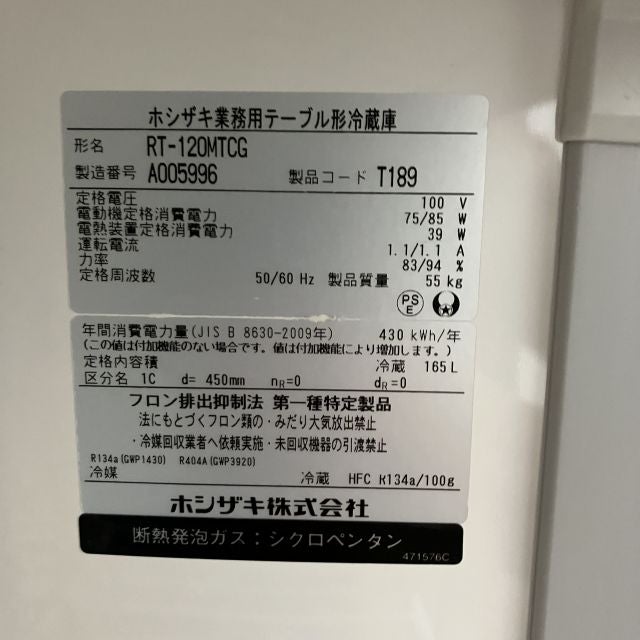 ホシザキ業務用テーブル形冷蔵庫
形名 RT-120MTCG
製造番号 A005996 製品コード T189
定格電圧 100 V
電動機定格消費電力 75/85 W
電熱装置定格消費電力 39 W
運転電流 1.1/1.1 A
力率 83/94 %
定格周波数 50/60 Hz 製品質量 55 kg
PSE
年間消費電力量(JIS B 8630-2009年) 430 kWh/年
(この値は付加機能のない場合です。値は付加機能により増加します。)
定格内容積 冷蔵 165 L
区分名 1C d= 450mm nR=0 dR=0
フロン排出抑制法 第一種特定製品
法にもとづくフロン類の・みだり大気放出禁止
・冷媒回収業者へ依頼実施・未回収機器の引渡禁止
R134a(GWP1430) R404A(GWP3920)
冷媒 冷蔵 HFC R134a/100g
ホシザキ株式会社
断熱発泡ガス:シクロペンタン
471576C